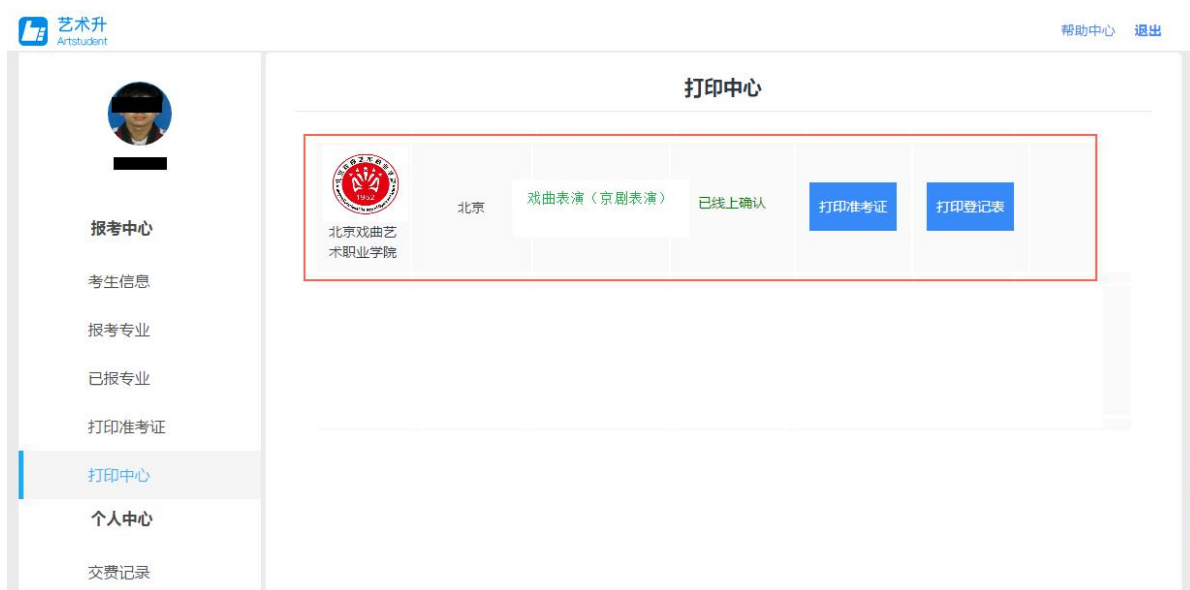 艺术升
Artstudent
帮助中心 退出
打印中心
报考中心
考生信息
报考专业
已报专业
打印准考证
打印中心
个人中心
交费记录
1952
北京戏曲艺
术职业学院
北京
戏曲表演（京剧表演）
已线上确认
打印准考证
打印登记表